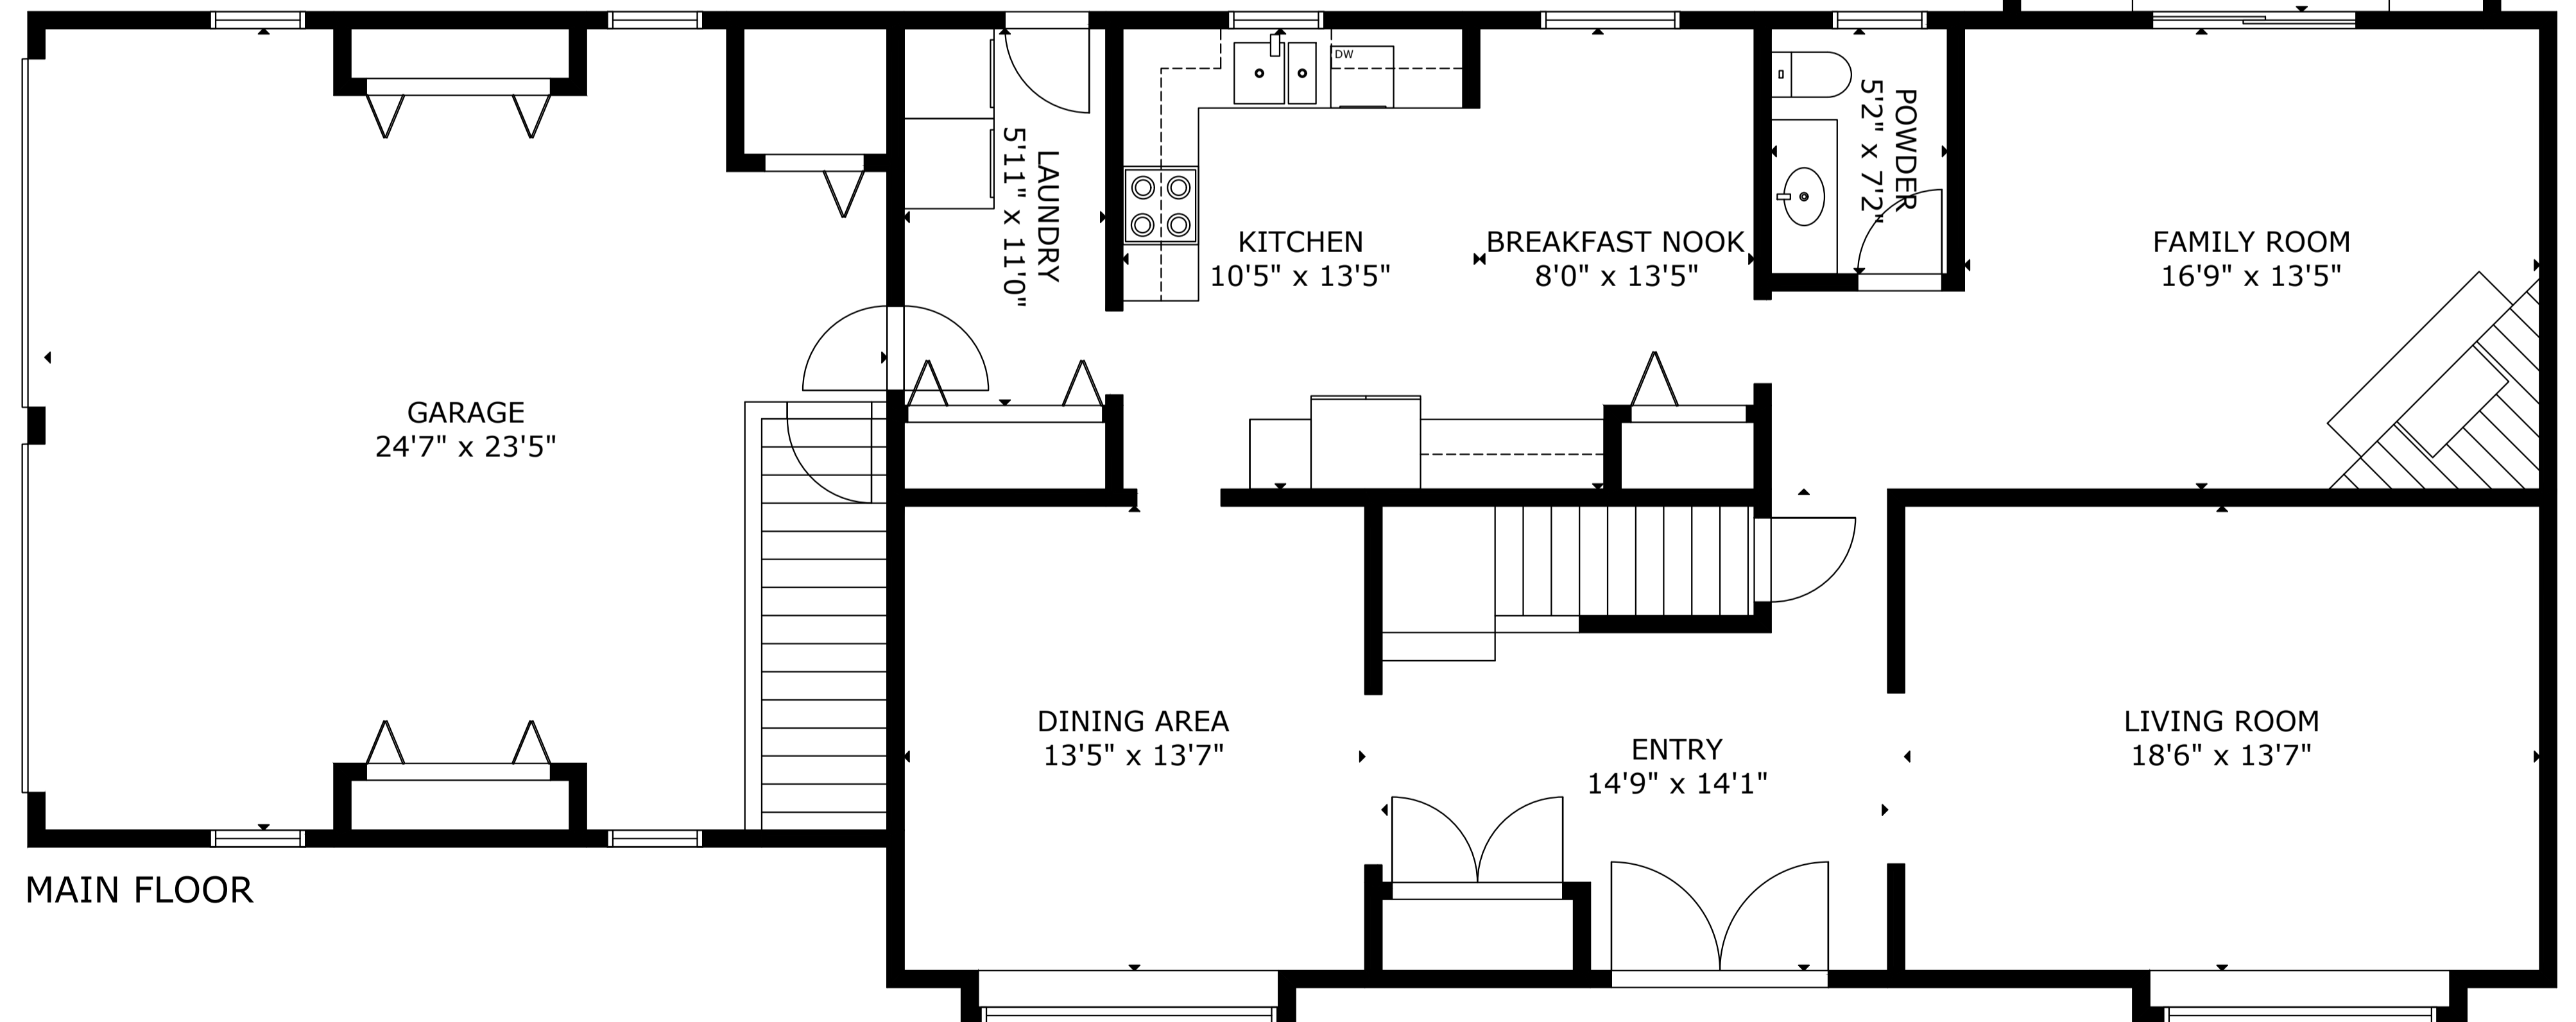 DW
POWDER
5'2" x 7'2"
LAUNDRY
5'11" x 11'0"
KITCHEN
10'5" x 13'5"
BREAKFAST NOOK
8'0" x 13'5"
FAMILY ROOM
16'9" x 13'5"
GARAGE
24'7" x 23'5"
DINING AREA
13'5" x 13'7"
ENTRY
14'9" x 14'1"
LIVING ROOM
18'6" x 13'7"
MAIN FLOOR